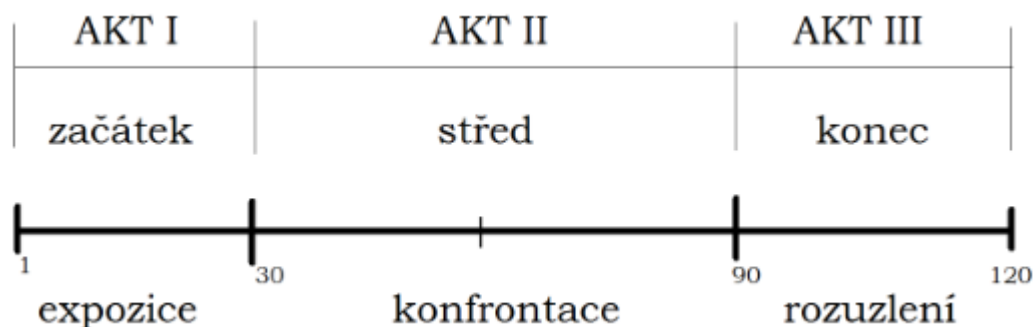 AKT I AKT II AKT III
začátek střed konec
1 30 90 120
expozice konfrontace rozuzlení